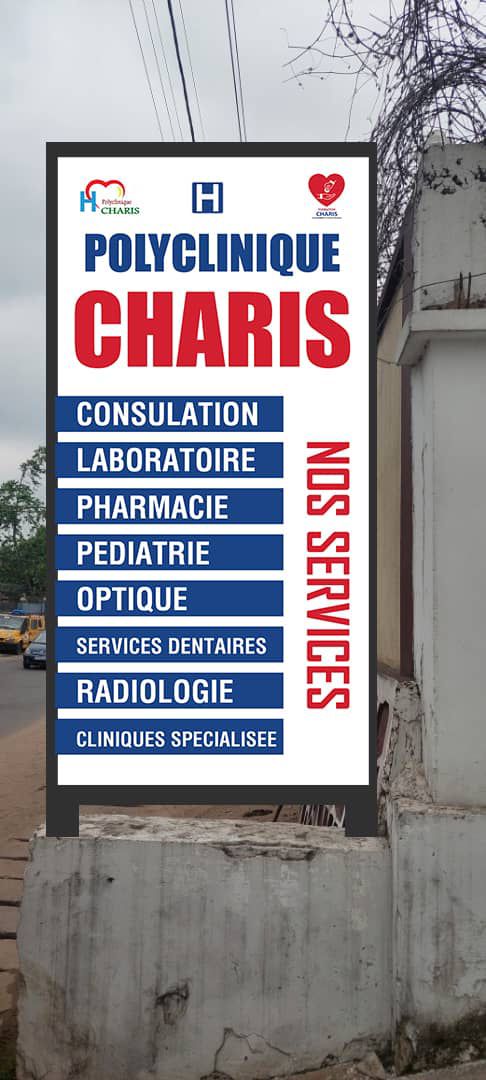 Polyclinique
CHARIS
H
H
CHARIS
POLYCLINIQUE
CHARIS
CONSULATION
LABORATOIRE
PHARMACIE
PEDIATRIE
OPTIQUE
SERVICES DENTAIRES
RADIOLOGIE
CLINIQUES SPECIALISEE
NOS SERVICES